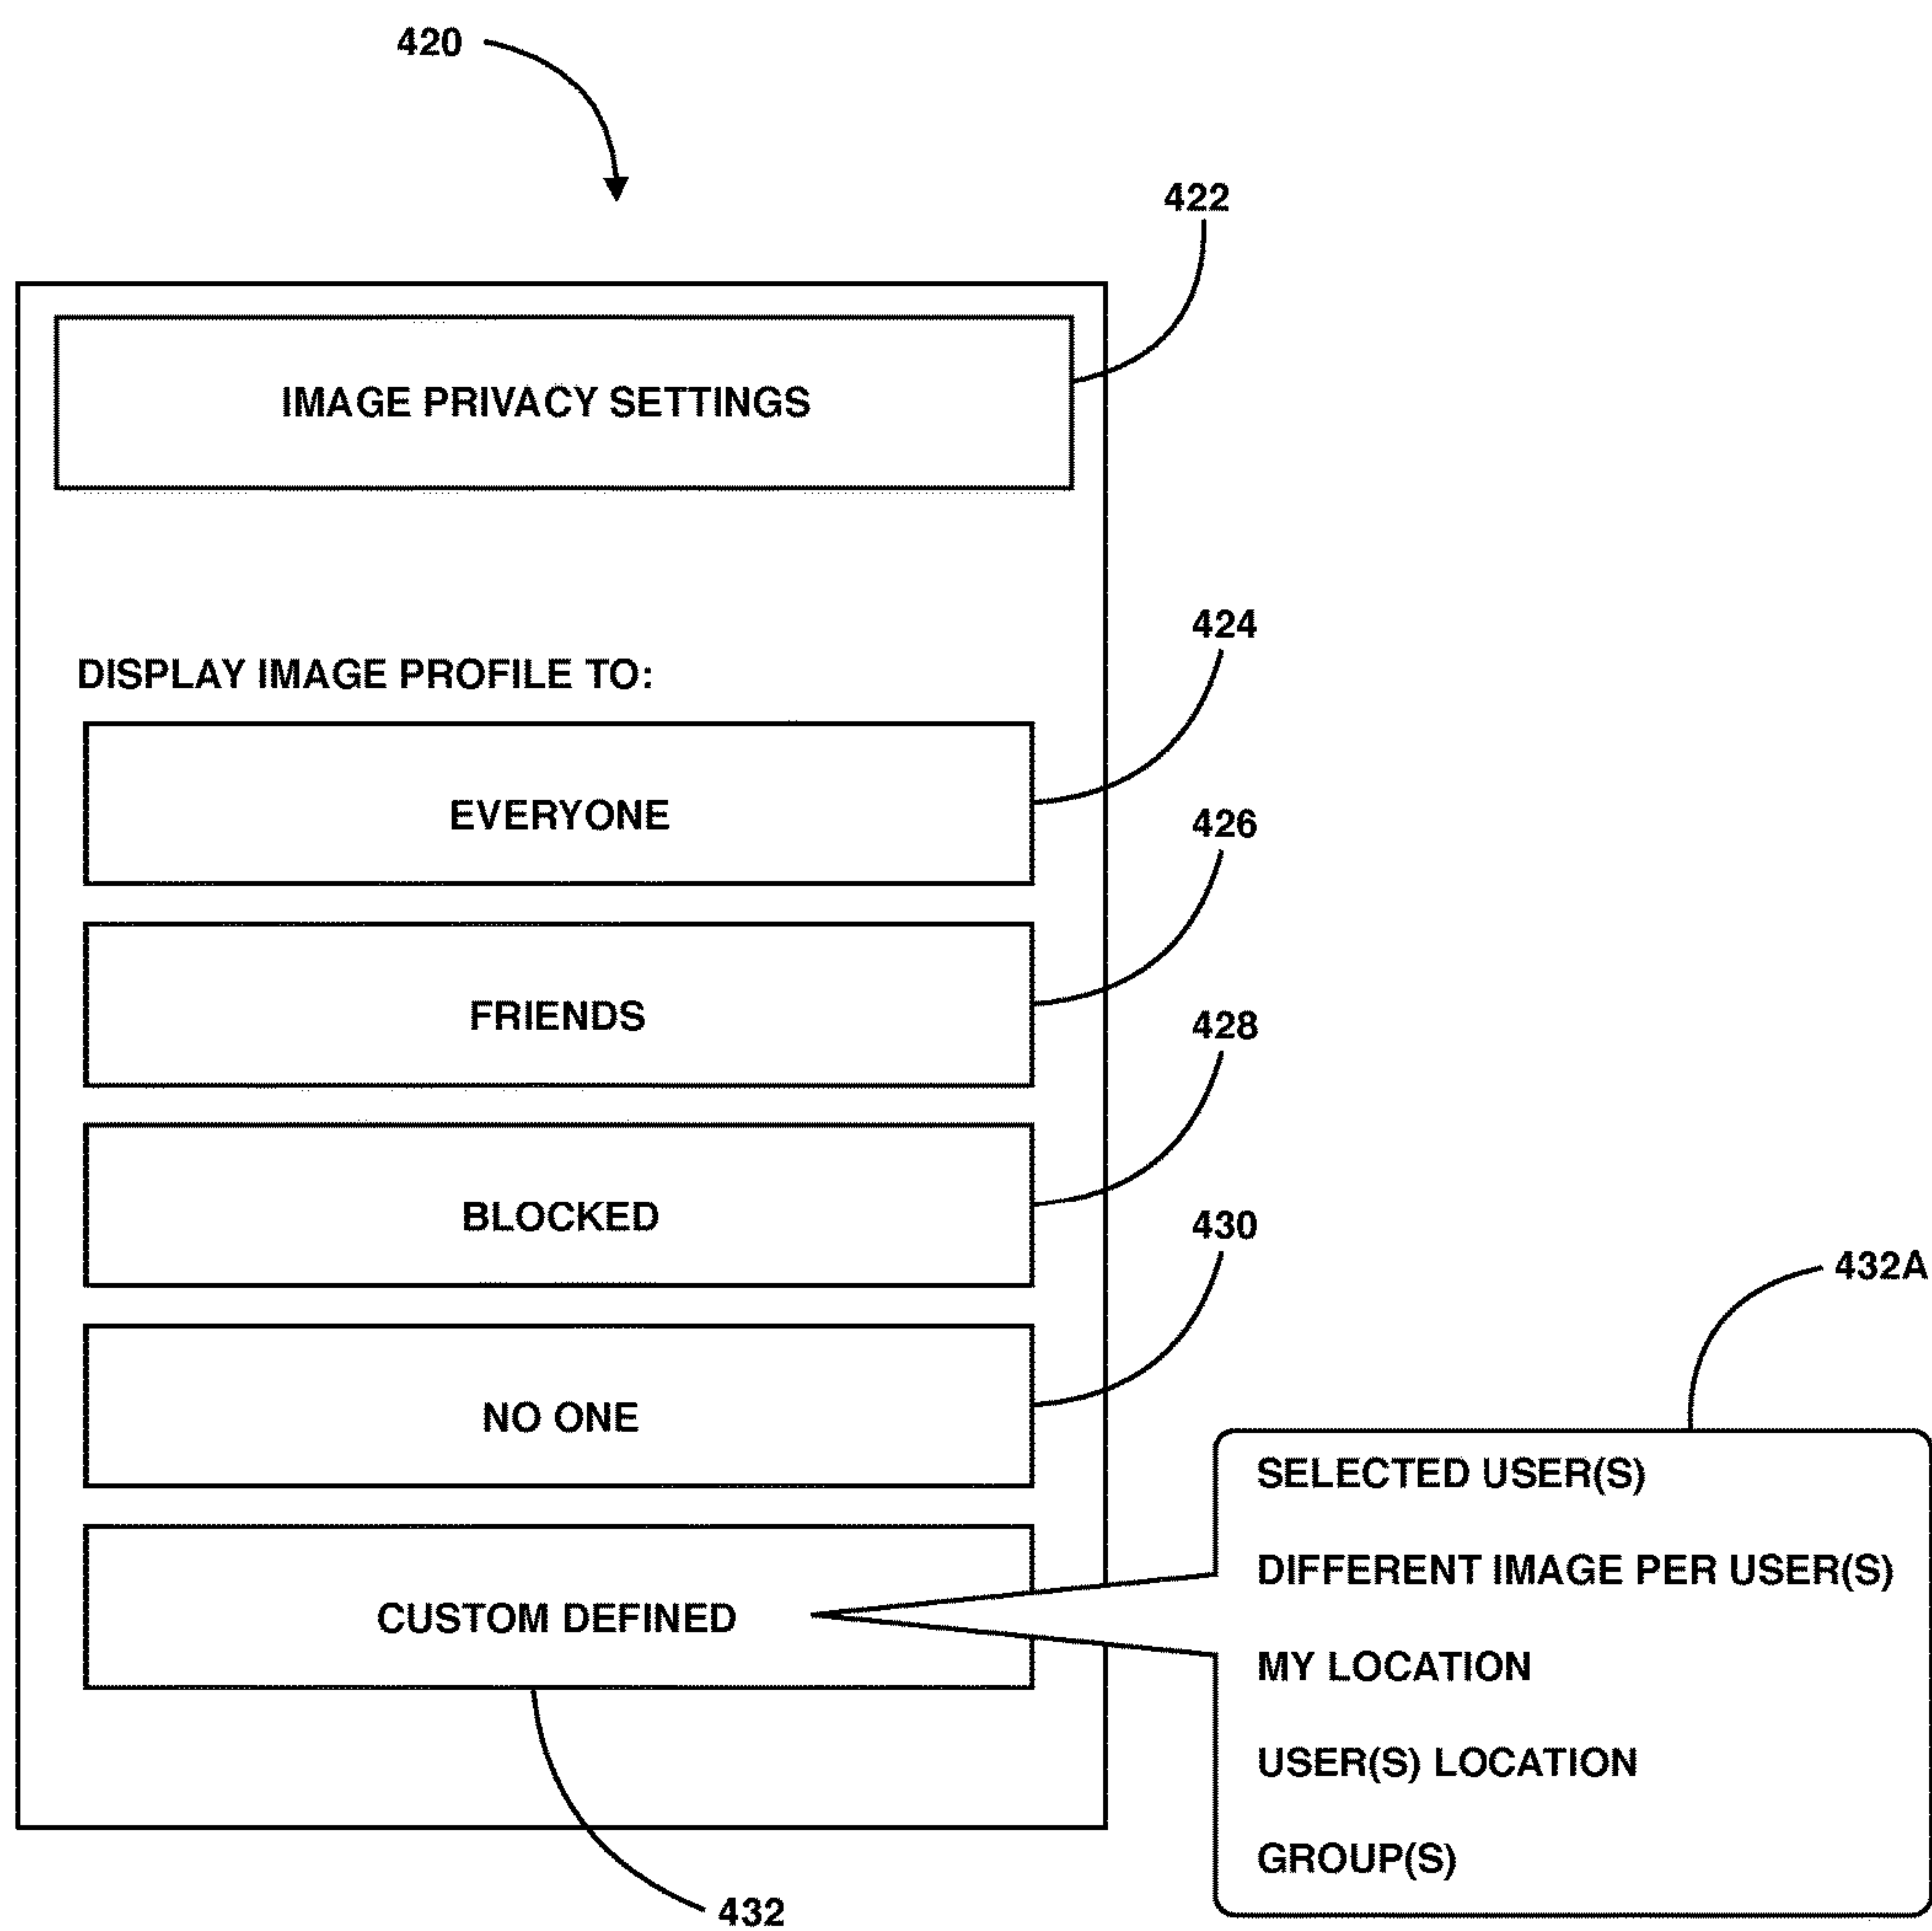 420
422
IMAGE PRIVACY SETTINGS
424
DISPLAY IMAGE PROFILE TO:
EVERYONE
426
FRIENDS
428
BLOCKED
430
432A
NO ONE
SELECTED USER(S)
DIFFERENT IMAGE PER USER(S)
CUSTOM DEFINED
MY LOCATION
USER(S) LOCATION
GROUP(S)
432